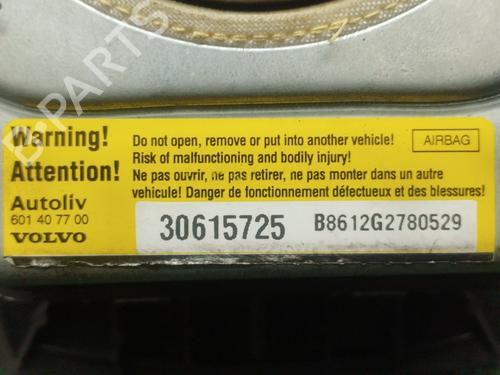 B-PARTS
Warning!
Attention!
Do not open, remove or put into another vehicle!
AIRBAG
Risk of malfunctioning and bodily injury!
Ne pas ouvrir, ne pas retirer, ne pas monter dans un autre
vehicule! Danger de fonctionnement défectueux et des blessures!
Autoliv
601 40 77 00
VOLVO
30615725
B8612G2780529